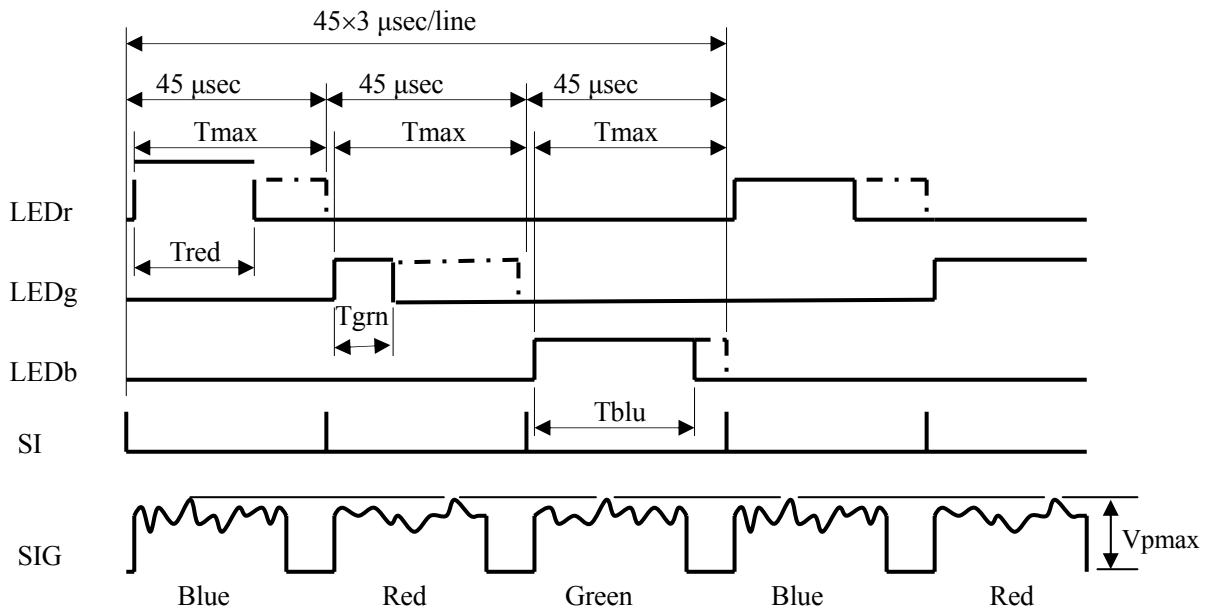 45×3 μsec/line
45 μsec 45 μsec 45 μsec
Tmax Tmax Tmax
LEDr
Tred
LEDg
Tgrn
LEDb
Tblu
SI
SIG
Vpmax
Blue Red Green Blue Red